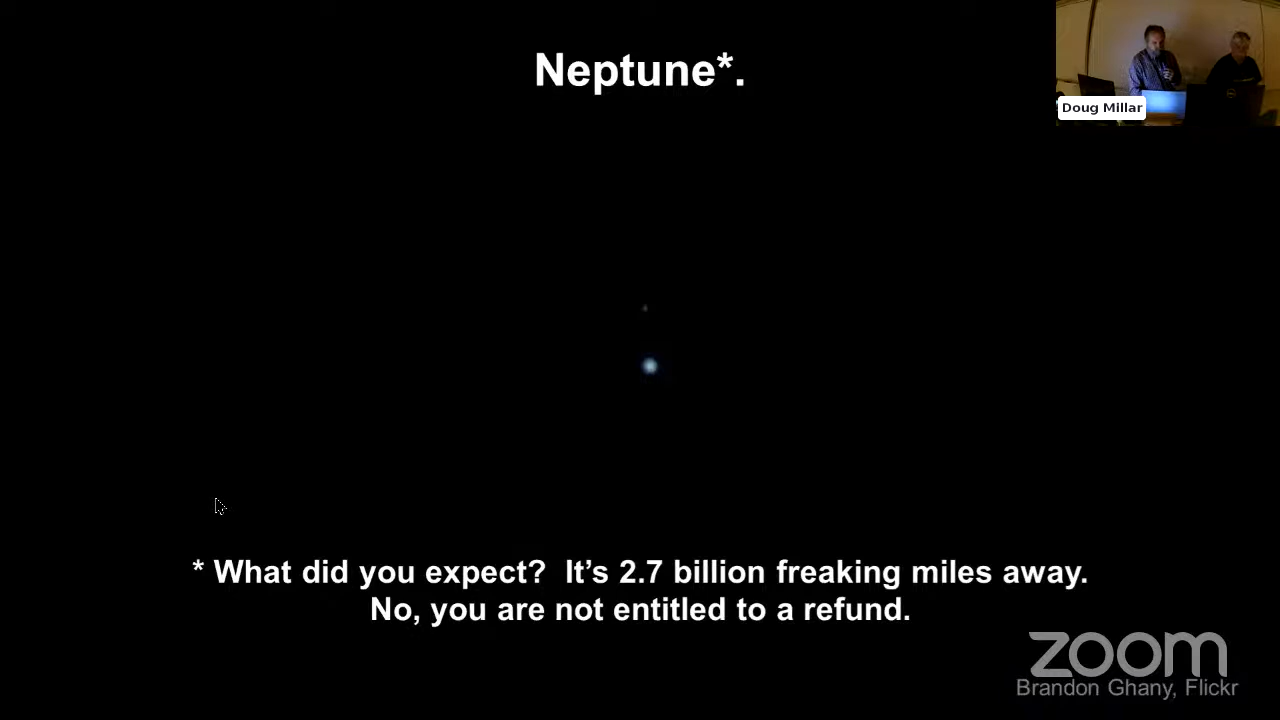 Neptune*.
Doug Millar
* What did you expect?  It’s 2.7 billion freaking miles away.
No, you are not entitled to a refund.
zoom
Brandon Ghany, Flickr